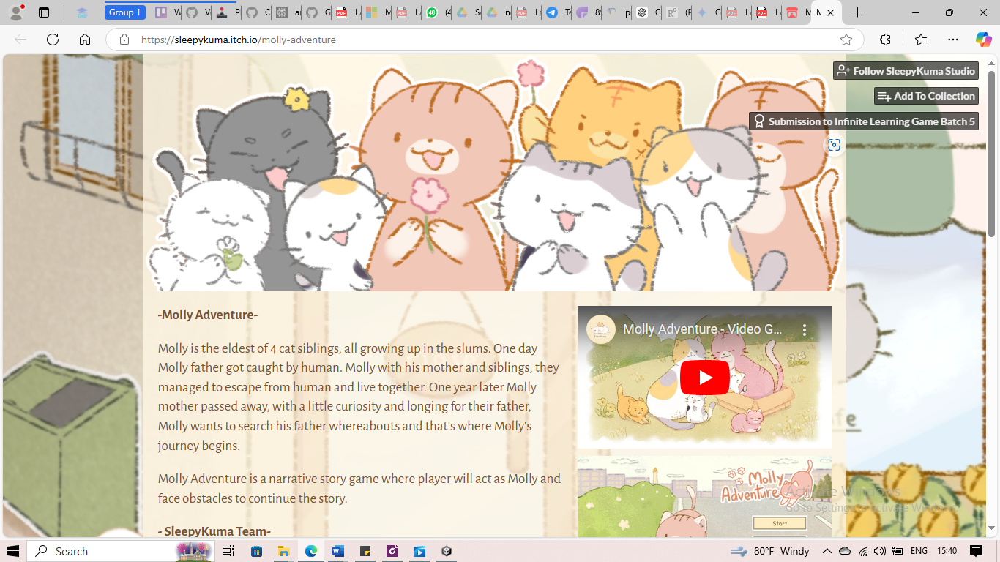 Group 1
https://sleepykuma.itch.io/molly-adventure
Follow SleepyKuma Studio
Add To Collection
Submission to Infinite Learning Game Batch 5
-Molly Adventure-
Molly is the eldest of 4 cat siblings, all growing up in the slums. One day
Molly father got caught by human. Molly with his mother and siblings, they
managed to escape from human and live together. One year later Molly
mother passed away, with a little curiosity and longing for their father,
Molly wants to search his father whereabouts and that's where Molly's
journey begins.
Molly Adventure is a narrative story game where player will act as Molly and
face obstacles to continue the story.
- SleepyKuma Team-
Molly Adventure - Video G...
Molly
Adventure
Start
Activate Windows
Go to Settings to activate Windows.
Search
80°F Windy
ENG
15:40